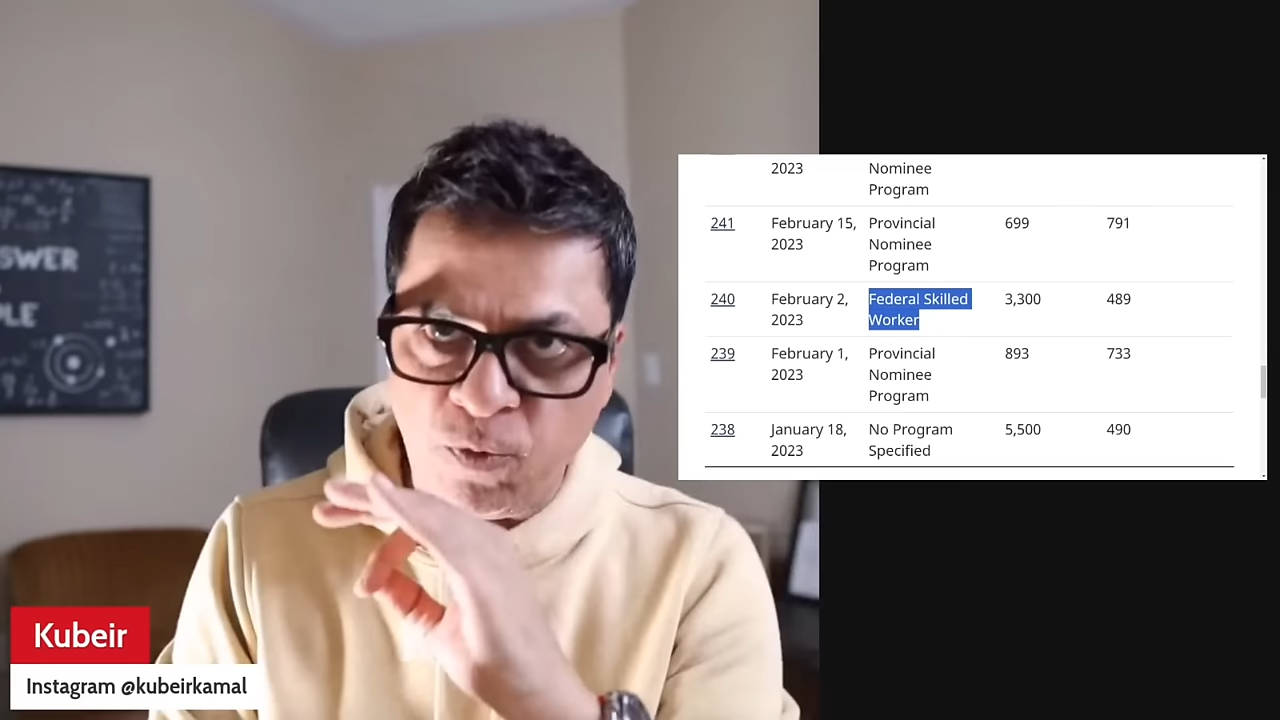 SWER
PLE
2023 Nominee
Program
241 February 15, Provincial 699 791
2023 Nominee
Program
240 February 2, Federal Skilled 3,300 489
2023 Worker
239 February 1, Provincial 893 733
2023 Nominee
Program
238 January 18, No Program 5,500 490
2023 Specified
Kubeir
Instagram @kubeirkamal